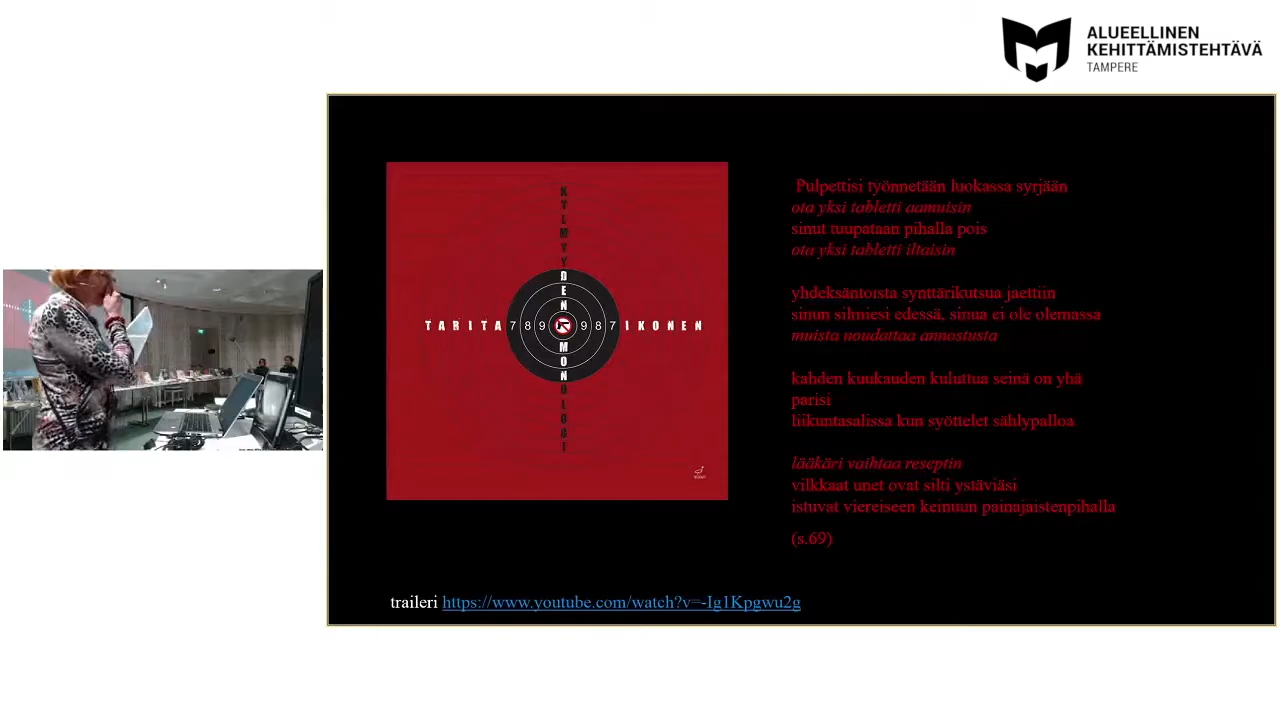 ALUEELLINEN
KEHITTÄMISTEHTÄVÄ
TAMPERE
KYLMYYDEN MONOLOGI
TARITA 789 987 IKONEN
Pulpettisi työnnetään luokassa syrjään
ota yksi tabletti aamuisin
sinut tuupataan pihalla pois
ota yksi tabletti iltaisin
yhdeksäntoista synttärikutsua jaettiin
sinun silmiesi edessä, sinua ei ole olemassa
muista noudattaa annostusta
kahden kuukauden kuluttua seinä on yhä
parisi
liikuntasalissa kun syöttelet sählypalloa
lääkäri vaihtaa reseptin
vilkkaat unet ovat silti ystäviäsi
istuvat viereiseen keinuun painajaistenpihalla
(s.69)
traileri https://www.youtube.com/watch?v=-Ig1Kpgwu2g